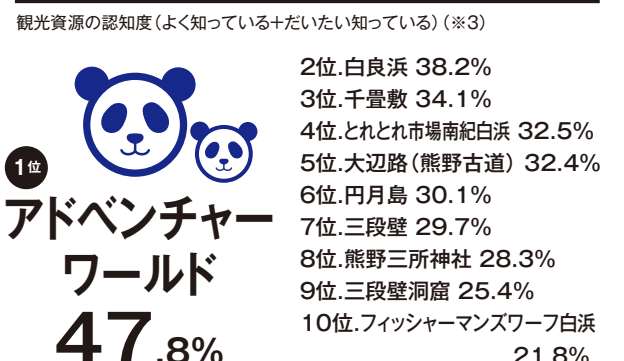 観光資源の認知度（よく知っている＋だいたい知っている）（※3）
1位
アドベンチャー
ワールド
47.8%
2位.白良浜 38.2%
3位.千畳敷 34.1%
4位.とれとれ市場南紀白浜 32.5%
5位.大辺路（熊野古道） 32.4%
6位.円月島 30.1%
7位.三段壁 29.7%
8位.熊野三所神社 28.3%
9位.三段壁洞窟 25.4%
10位.フィッシャーマンズワーフ白浜
21.8%